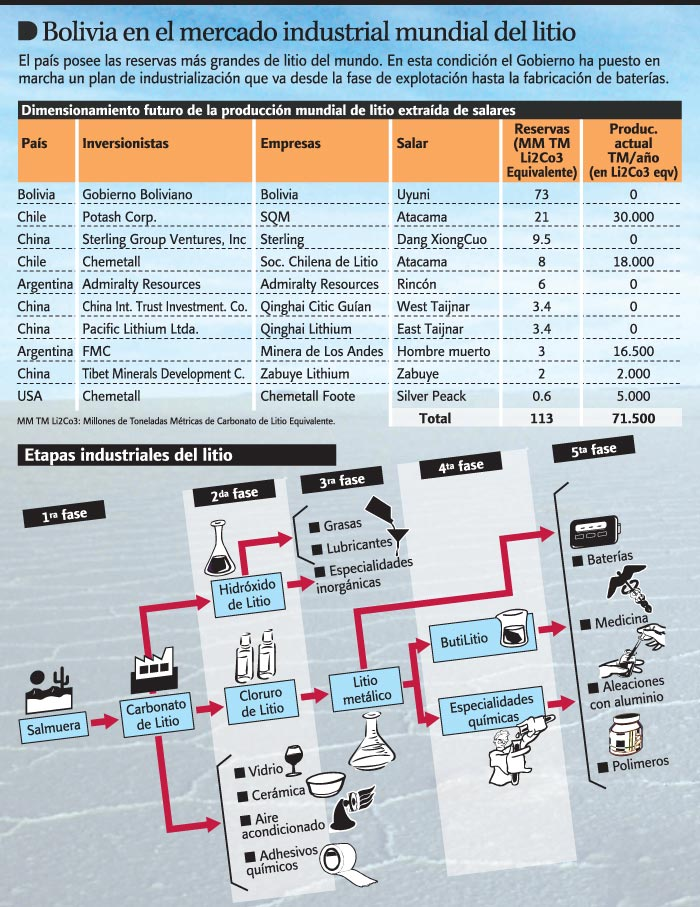 Bolivia en el mercado industrial mundial del litio
El país posee las reservas más grandes de litio del mundo. En esta condición el Gobierno ha puesto en
marcha un plan de industrialización que va desde la fase de explotación hasta la fabricación de baterías.
Dimensionamiento futuro de la producción mundial de litio extraída de salares
País Inversionistas Empresas Salar Reservas (MM TM Li2Co3 Equivalente) Produc. actual TM/año (en Li2Co3 eqv)
Bolivia Gobierno Boliviano Bolivia Uyuni 73 0
Chile Potash Corp. SQM Atacama 21 30.000
China Sterling Group Ventures, Inc Sterling Dang XiongCuo 9.5 0
Chile Chemetall Soc. Chilena de Litio Atacama 8 18.000
Argentina Admiralty Resources Admiralty Resources Rincón 6 0
China China Int. Trust Investment. Co. Qinghai Citic Guían West Taijnar 3.4 0
China Pacific Lithium Ltda. Qinghai Lithium East Taijnar 3.4 0
Argentina FMC Minera de Los Andes Hombre muerto 3 16.500
China Tibet Minerals Development C. Zabuye Lithium Zabuye 2 2.000
USA Chemetall Chemetall Foote Silver Peack 0.6 5.000
MM TM Li2Co3: Millones de Toneladas Métricas de Carbonato de Litio Equivalente.
Total 113 71.500
Etapas industriales del litio
1ra fase
2da fase
3ra fase
4ta fase
5ta fase
Salmuera
Carbonato
de Litio
Hidróxido
de Litio
Cloruro
de Litio
Vidrio
Cerámica
Aire
acondicionado
Adhesivos
químicos
Grasas
Lubricantes
Especialidades
inorgánicas
Litio
metálico
ButiLitio
Especialidades
químicas
Baterías
Medicina
Aleaciones
con aluminio
Polimeros